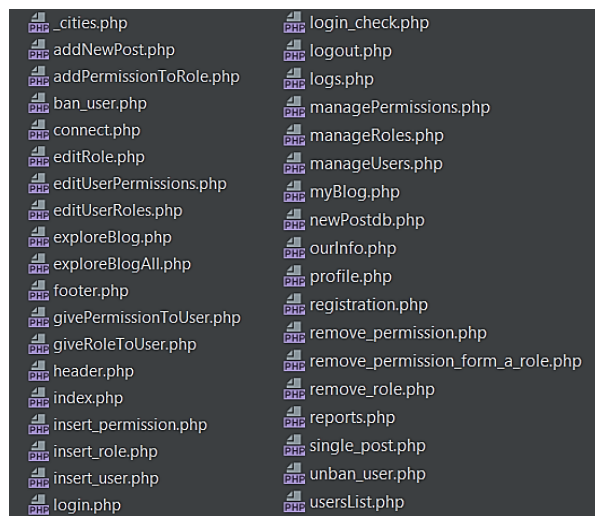 _cities.php
addNewPost.php
addPermissionToRole.php
ban_user.php
connect.php
editRole.php
editUserPermissions.php
editUserRoles.php
exploreBlog.php
exploreBlogAll.php
footer.php
givePermissionToUser.php
giveRoleToUser.php
header.php
index.php
insert_permission.php
insert_role.php
insert_user.php
login.php
login_check.php
logout.php
logs.php
managePermissions.php
manageRoles.php
manageUsers.php
myBlog.php
newPostdb.php
ourInfo.php
profile.php
registration.php
remove_permission.php
remove_permission_form_a_role.php
remove_role.php
reports.php
single_post.php
unban_user.php
usersList.php